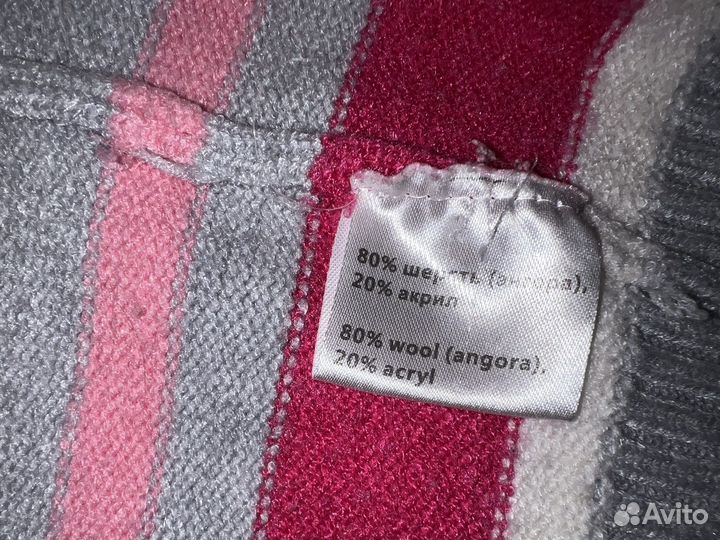 80% шерсть (ангора),
20% акрил
80% wool (angora),
20% acryl
Avito